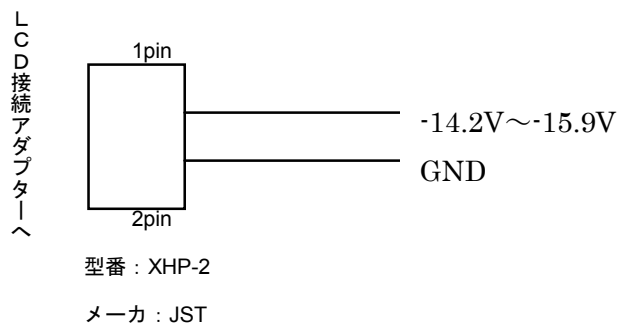 LCD接続アダプターへ
1pin
-14.2V～-15.9V
GND
2pin
型番：XHP-2
メーカ：JST